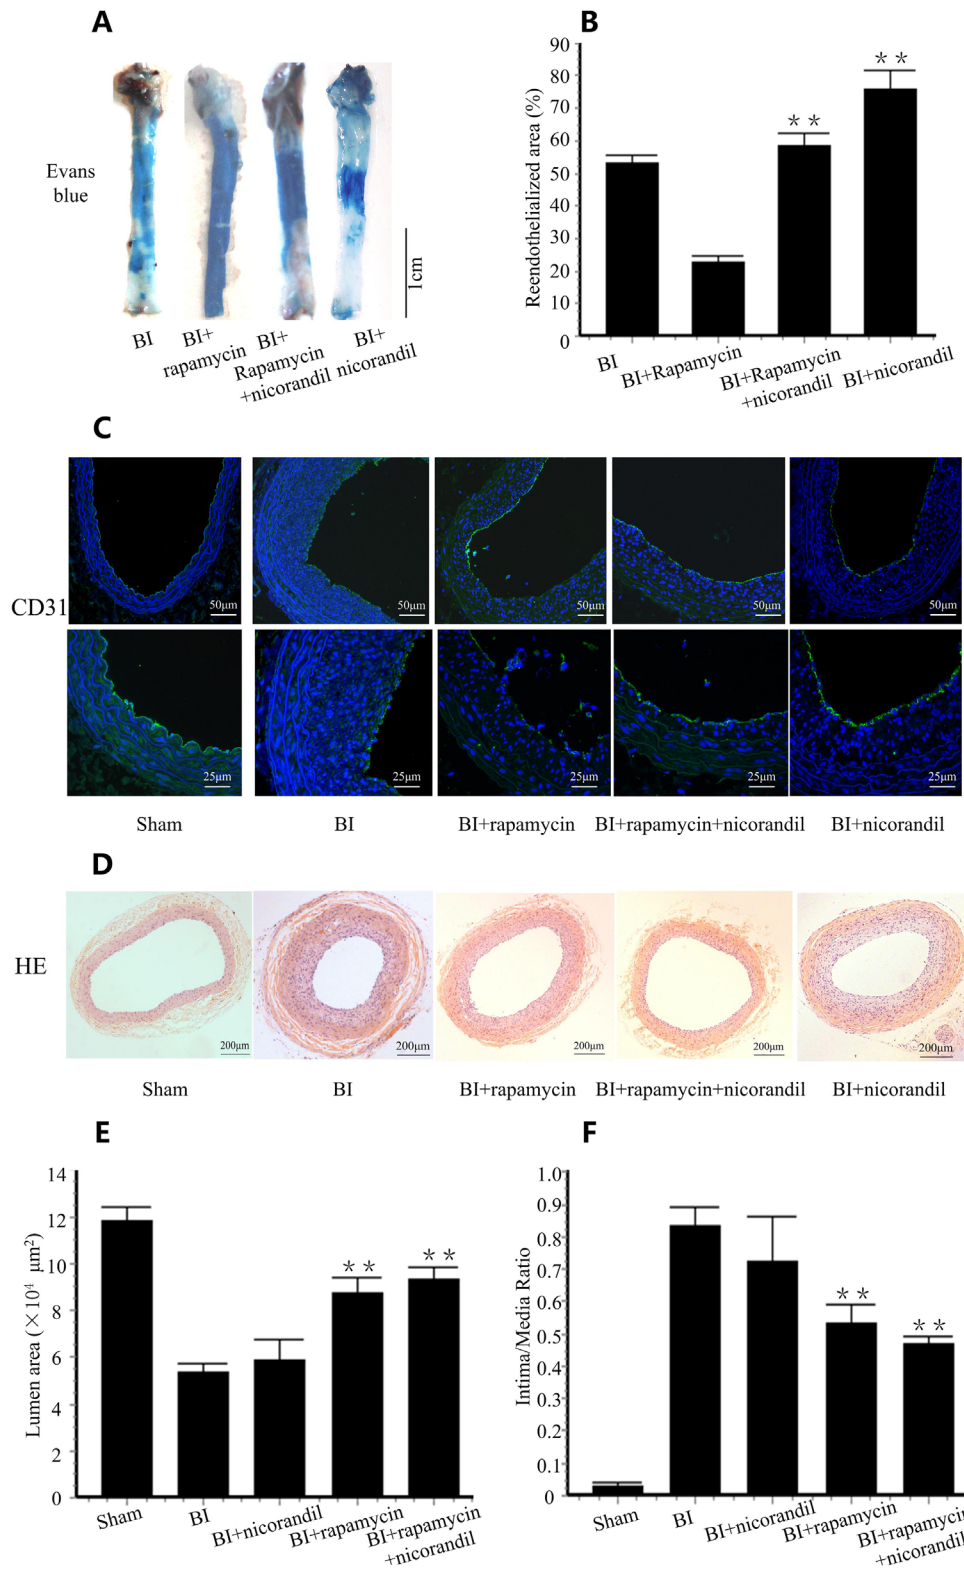 A
Evans
blue
1cm
BI
BI+
rapamycin
BI+
Rapamycin
+nicorandil
BI+
nicorandil
B
Reendothelialized area (%)
90
80
70
60
50
40
30
20
10
0
* *
* *
BI
BI+Rapamycin
BI+Rapamycin
+nicorandil
BI+nicorandil
C
CD31
50μm
50μm
50μm
50μm
50μm
25μm
25μm
25μm
25μm
25μm
Sham
BI
BI+rapamycin
BI+rapamycin+nicorandil
BI+nicorandil
D
HE
200μm
200μm
200μm
200μm
200μm
Sham
BI
BI+rapamycin
BI+rapamycin+nicorandil
BI+nicorandil
E
Lumen area (×10⁴ μm²)
14
12
10
8
6
4
2
0
* *
* *
Sham
BI
BI+nicorandil
BI+rapamycin
BI+rapamycin
+nicorandil
F
Intima/Media Ratio
1.0
0.9
0.8
0.7
0.6
0.5
0.4
0.3
0.2
0.1
0
* *
* *
Sham
BI
BI+nicorandil
BI+rapamycin
BI+rapamycin
+nicorandil